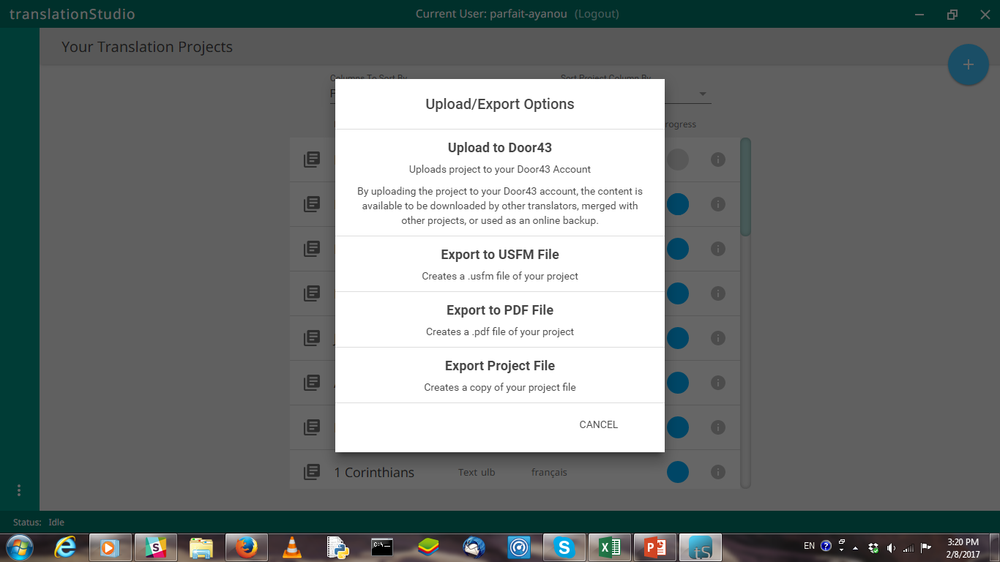 translationStudio
Current User: parfait-ayanou (Logout)
Your Translation Projects
Columns To Sort By
Sort Project Column By
rogress
Upload/Export Options
Upload to Door43
Uploads project to your Door43 Account
By uploading the project to your Door43 account, the content is
available to be downloaded by other translators, merged with
other projects, or used as an online backup.
Export to USFM File
Creates a .usfm file of your project
Export to PDF File
Creates a .pdf file of your project
Export Project File
Creates a copy of your project file
CANCEL
1 Corinthians Text ulb français
Status: Idle
EN
3:20 PM
2/8/2017